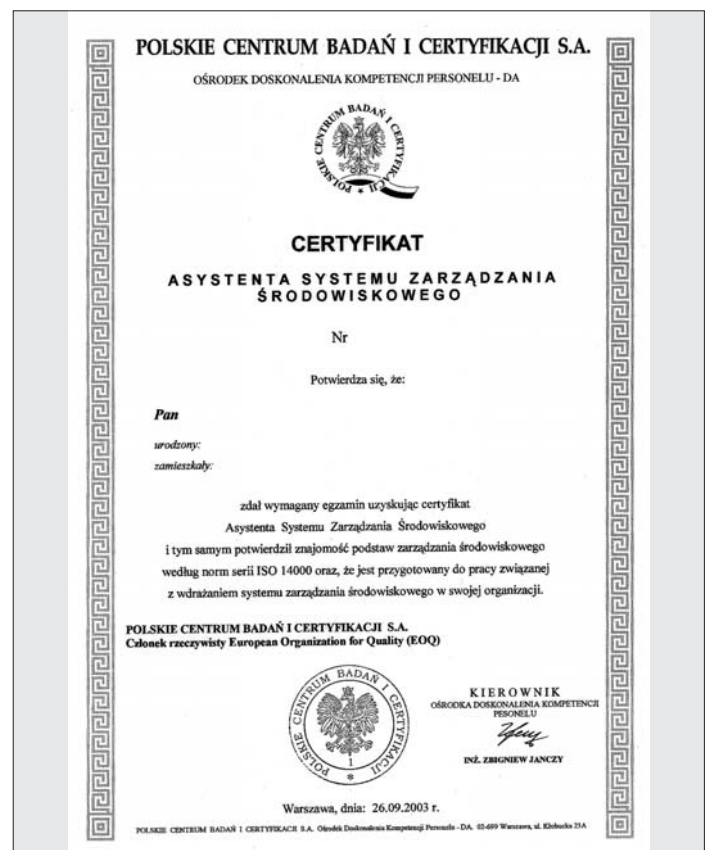 POLSKIE CENTRUM BADAŃ I CERTYFIKACJI S.A.
OŚRODEK DOSKONALENIA KOMPETENCJI PERSONELU - DA
POLSKIE CENTRUM BADAŃ I CERTYFIKACJI
CERTYFIKAT
ASYSTENTA SYSTEMU ZARZĄDZANIA
ŚRODOWISKOWEGO
Nr
Potwierdza się, że:
Pan
urodzony:
zamieszkały:
zdał wymagany egzamin uzyskując certyfikat
Asystenta Systemu Zarządzania Środowiskowego
i tym samym potwierdził znajomość podstaw zarządzania środowiskowego
według norm serii ISO 14000 oraz, że jest przygotowany do pracy związanej
z wdrażaniem systemu zarządzania środowiskowego w swojej organizacji.
POLSKIE CENTRUM BADAŃ I CERTYFIKACJI S.A.
Członek rzeczywisty European Organization for Quality (EOQ)
POLSKIE CENTRUM BADAŃ I CERTYFIKACJI
1
KIEROWNIK
OŚRODKA DOSKONALENIA KOMPETENCJI
PESONELU
INŻ. ZBIGNIEW JANCZY
Warszawa, dnia: 26.09.2003 r.
POLSKIE CENTRUM BADAŃ I CERTYFIKACJI S.A. Ośrodek Doskonalenia Kompetencji Personelu - DA. 02-699 Warszawa, ul. Kłobucka 23A